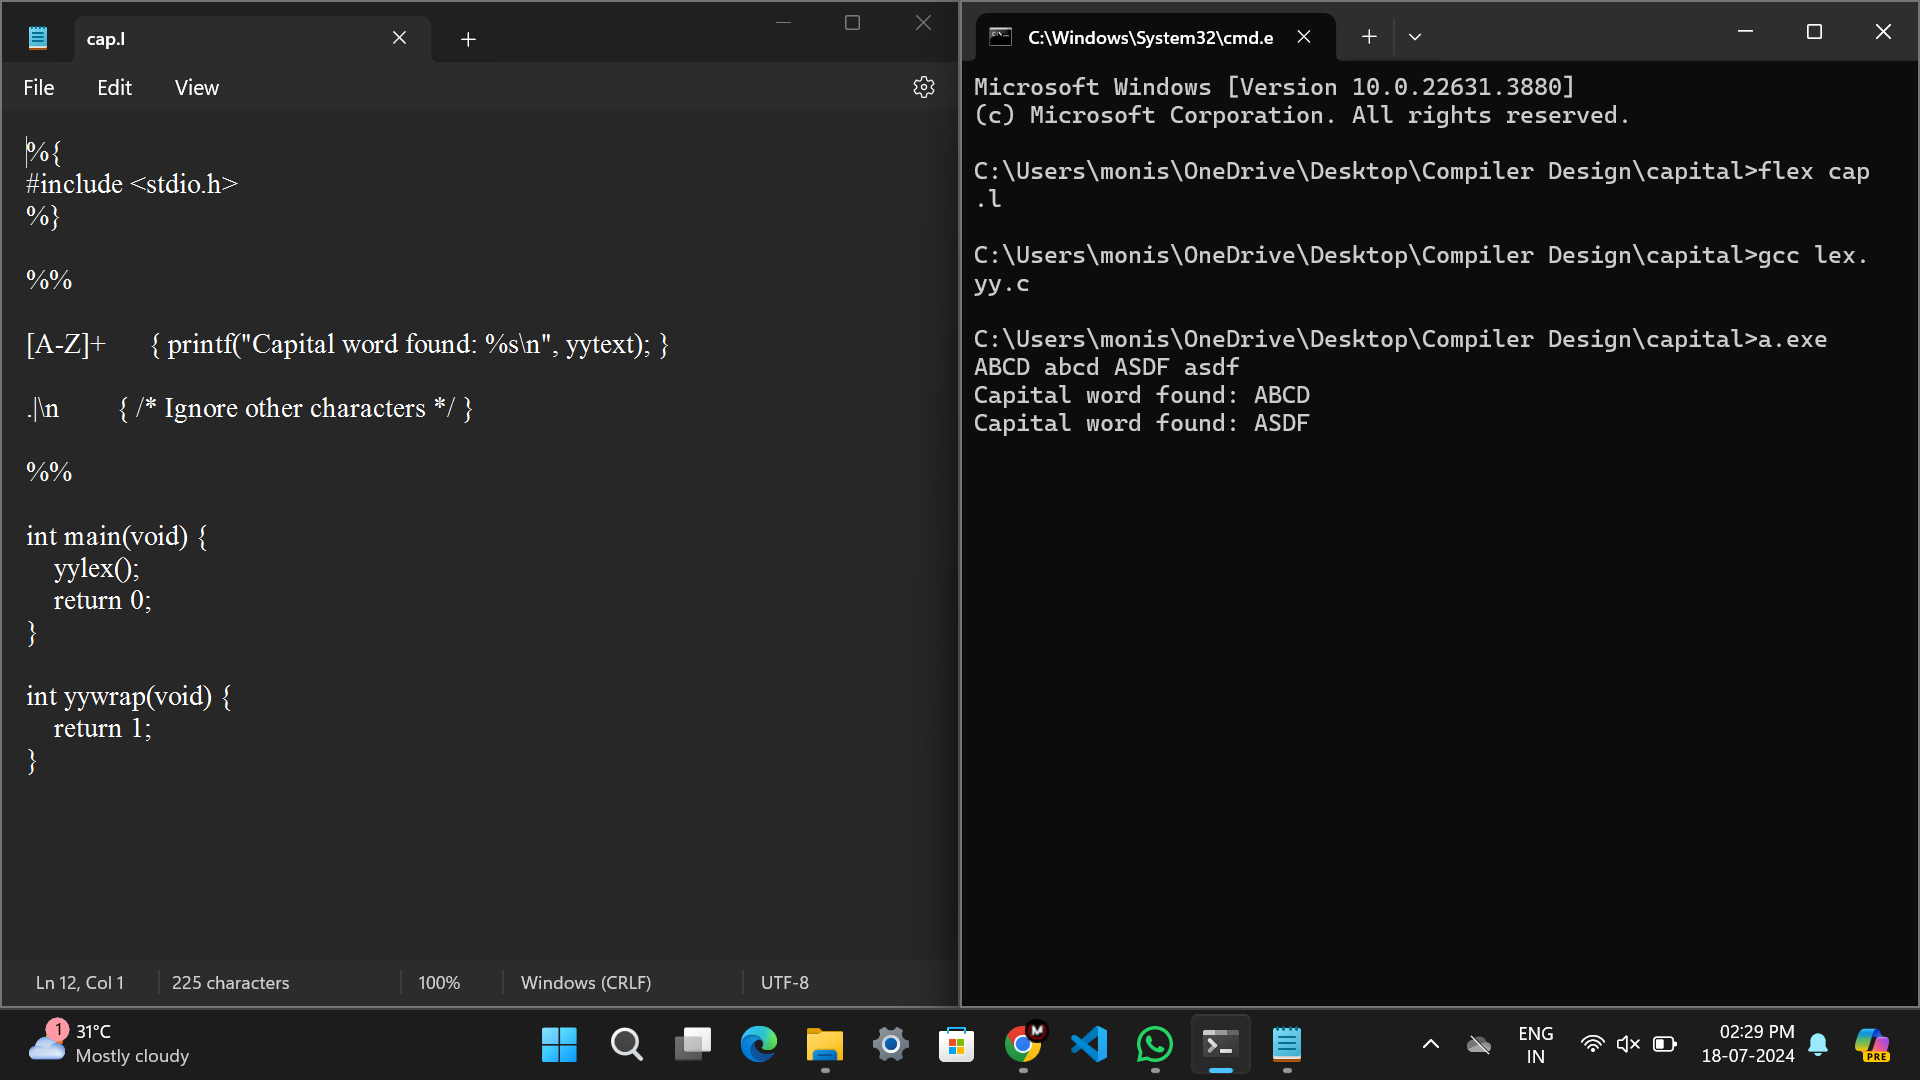 cap.l
File Edit View
%{
#include <stdio.h>
%}
%%
[A-Z]+ { printf("Capital word found: %s\n", yytext); }
.|\n { /* Ignore other characters */ }
%%
int main(void) {
yylex();
return 0;
}
int yywrap(void) {
return 1;
}
Ln 12, Col 1 225 characters 100% Windows (CRLF) UTF-8
C:\Windows\System32\cmd.e
Microsoft Windows [Version 10.0.22631.3880]
(c) Microsoft Corporation. All rights reserved.
C:\Users\monis\OneDrive\Desktop\Compiler Design\capital>flex cap
.l
C:\Users\monis\OneDrive\Desktop\Compiler Design\capital>gcc lex.
yy.c
C:\Users\monis\OneDrive\Desktop\Compiler Design\capital>a.exe
ABCD abcd ASDF asdf
Capital word found: ABCD
Capital word found: ASDF
1
31°C
Mostly cloudy
M
ENG
IN
02:29 PM
18-07-2024
PRE